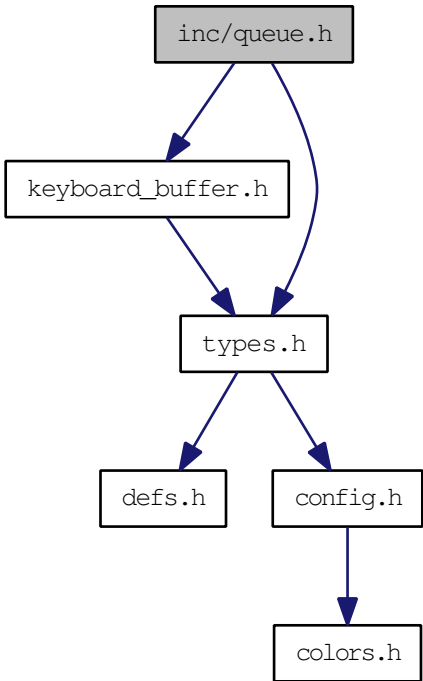 inc/queue.h
keyboard_buffer.h
types.h
defs.h
config.h
colors.h